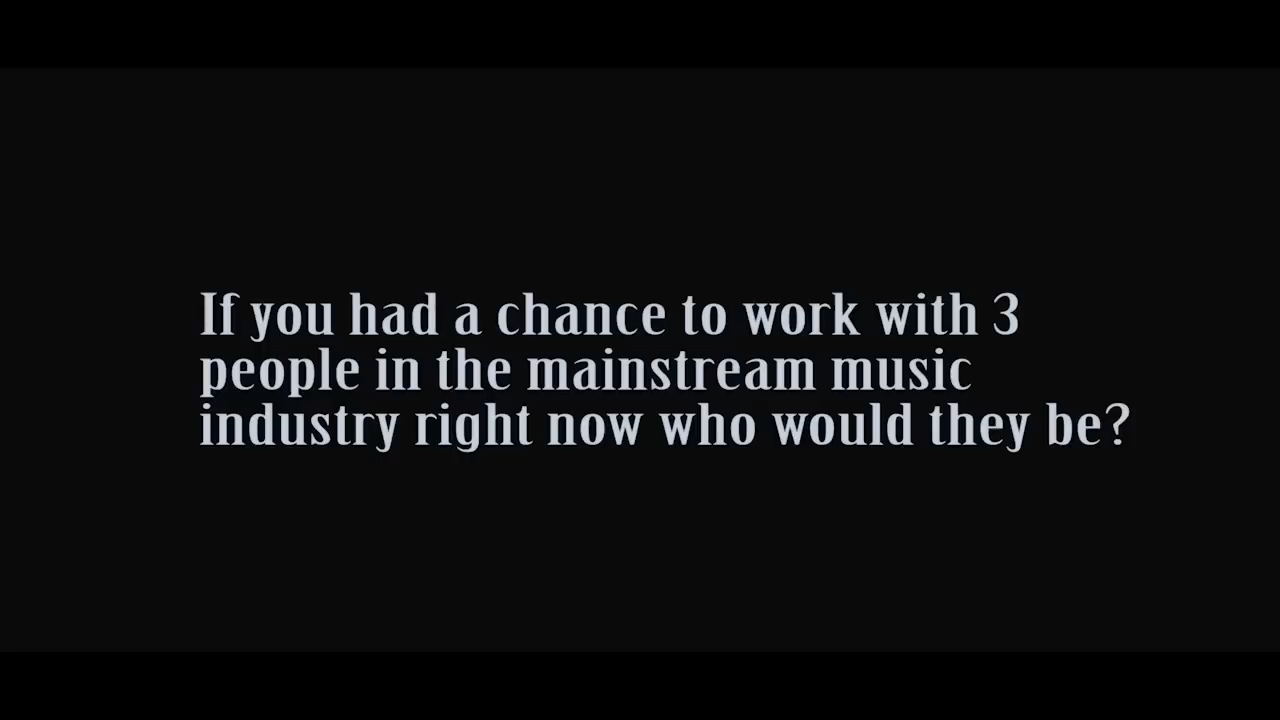 If you had a chance to work with 3
people in the mainstream music
industry right now who would they be?